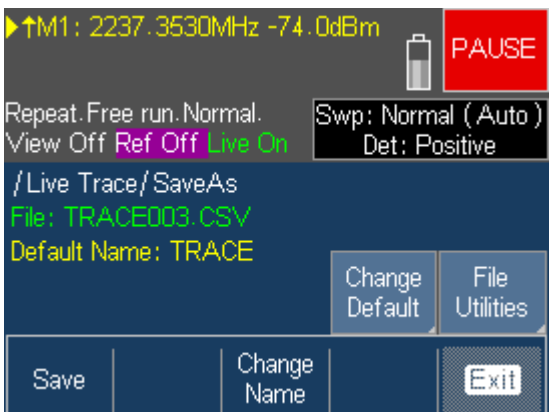 ▶↑M1: 2237.3530MHz -74.0dBm
PAUSE
Repeat.Free run.Normal.
View Off Ref Off Live On
Swp: Normal (Auto)
Det: Positive
/Live Trace/SaveAs
File: TRACE003.CSV
Default Name: TRACE
Change
Default
File
Utilities
Save
Change
Name
Exit